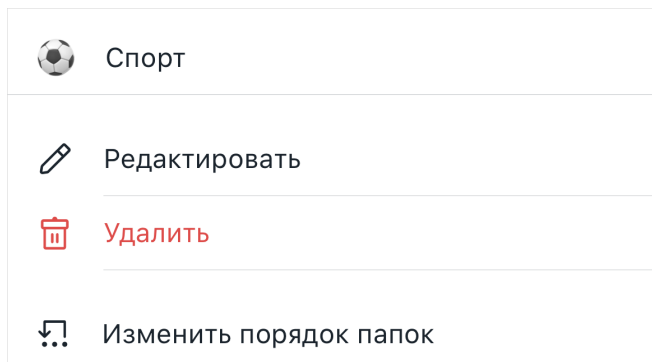 Спорт
Редактировать
Удалить
Изменить порядок папок